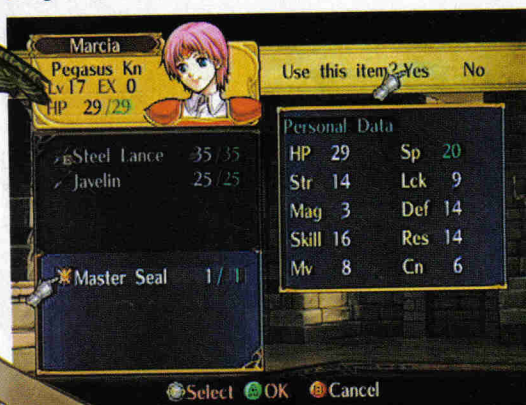 Marcia
Pegasus Kn
Lv 17 EX 0
HP 29/29
Use this item? Yes No
E Steel Lance 35/35
Javelin 25/25
Master Seal 1/1
Personal Data
HP 29 Sp 20
Str 14 Lck 9
Mag 3 Def 14
Skill 16 Res 14
Mv 8 Cn 6
Select A OK B Cancel